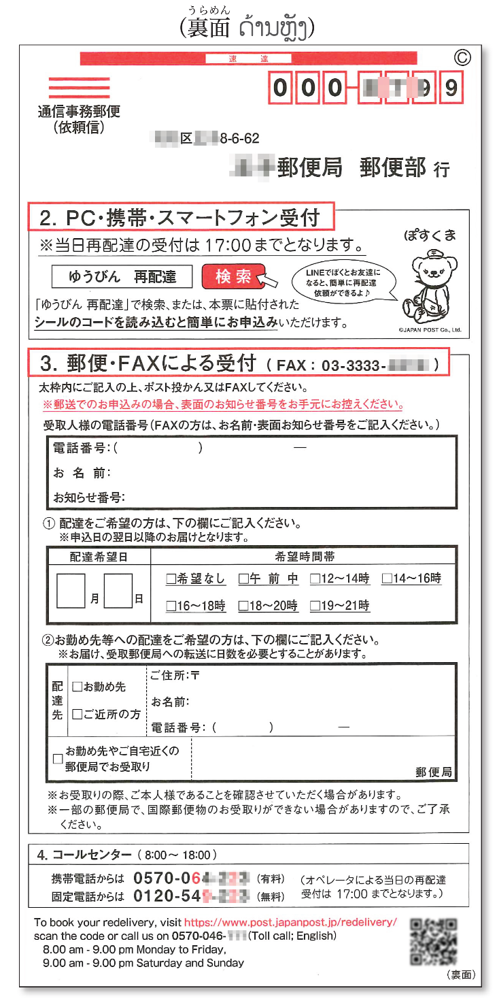 うらめん
(裏面 ດ້ານຫຼັງ)
速 達
Ⓒ
000-
99
通信事務郵便
(依頼信)
区 8-6-62
郵便局 郵便部 行
2. PC・携帯・スマートフォン受付
※当日再配達の受付は17:00までとなります。
ゆうびん 再配達
検索
ぽすくま
LINEでぼくとお友達に
なると、簡単に再配達
依頼ができるよ♪
「ゆうびん 再配達」で検索、または、本票に貼付された
シールのコードを読み込むと簡単にお申込みいただけます。
©JAPAN POST Co., Ltd.
3. 郵便・FAXによる受付 (FAX:03-3333- )
太枠内にご記入の上、ポスト投かん又はFAXしてください。
※郵送でのお申込みの場合、表面のお知らせ番号をお手元にお控えください。
受取人様の電話番号(FAXの方は、お名前・表面お知らせ番号をご記入ください。)
電話番号:( ) —
お 名 前:
お知らせ番号:
① 配達をご希望の方は、下の欄にご記入ください。
※申込日の翌日以降のお届けとなります。
配達希望日 希望時間帯
月 日
□希望なし □午 前 中 □12～14時 □14～16時
□16～18時 □18～20時 □19～21時
②お勤め先等への配達をご希望の方は、下の欄にご記入ください。
※お届け、受取郵便局への転送に日数を必要とすることがあります。
配達先
□お勤め先
□ご近所の方
ご住所:〒
お名前:
電話番号:( ) —
□お勤め先やご自宅近くの
郵便局でお受取り
郵便局
※お受取りの際、ご本人様であることを確認させていただく場合があります。
※一部の郵便局で、国際郵便物のお受取りができない場合がありますので、ご了承
ください。
4. コールセンター (8:00～18:00)
携帯電話からは 0570-06 (有料)
固定電話からは 0120-54 (無料)
(オペレータによる当日の再配達
受付は 17:00 までとなります。)
To book your redelivery, visit https://www.post.japanpost.jp/redelivery/
scan the code or call us on 0570-046- (Toll call; English)
8.00 am - 9.00 pm Monday to Friday,
9.00 am - 9.00 pm Saturday and Sunday
(裏面)